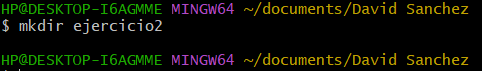 HP@DESKTOP-I6AGMME MINGW64 ~/documents/David Sanchez
$ mkdir ejercicio2
HP@DESKTOP-I6AGMME MINGW64 ~/documents/David Sanchez